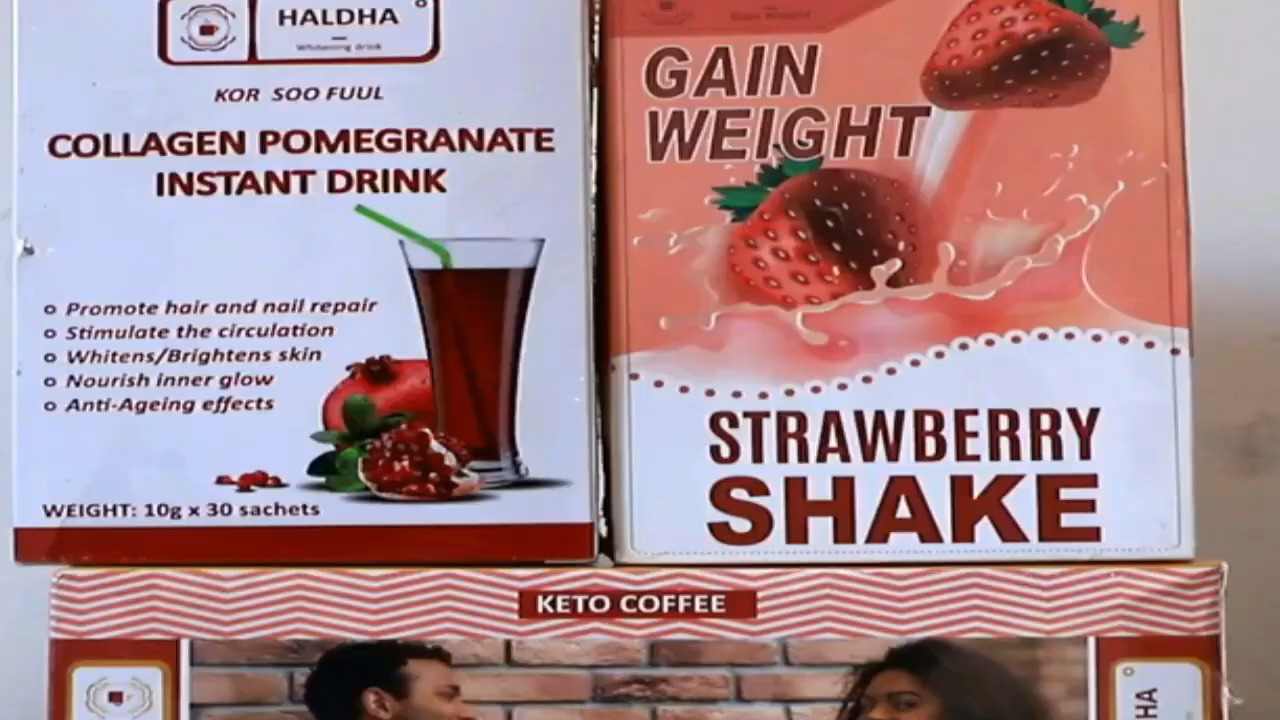 HALDHA
Whitening drink
KOR SOO FUUL
COLLAGEN POMEGRANATE
INSTANT DRINK
o Promote hair and nail repair
o Stimulate the circulation
o Whitens/Brightens skin
o Nourish inner glow
o Anti-Ageing effects
WEIGHT: 10g x 30 sachets
Gain Weight
GAIN
WEIGHT
STRAWBERRY
SHAKE
KETO COFFEE
HA